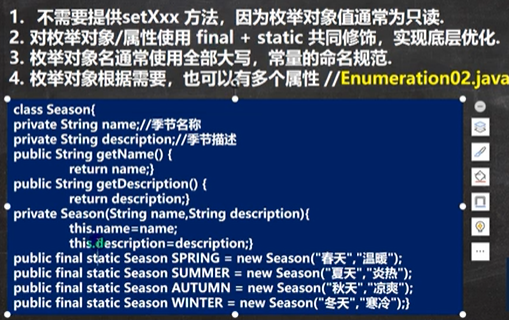 1. 不需要提供setXxx 方法，因为枚举对象值通常为只读.
2. 对枚举对象/属性使用 final + static 共同修饰，实现底层优化.
3. 枚举对象名通常使用全部大写，常量的命名规范.
4. 枚举对象根据需要，也可以有多个属性 //Enumeration02.java
class Season{
private String name;//季节名称
private String description;//季节描述
public String getName() {
return name;}
public String getDescription() {
return description;}
private Season(String name,String description){
this.name=name;
this.description=description;}
public final static Season SPRING = new Season("春天","温暖");
public final static Season SUMMER = new Season("夏天","炎热");
public final static Season AUTUMN = new Season("秋天","凉爽");
public final static Season WINTER = new Season("冬天","寒冷");}